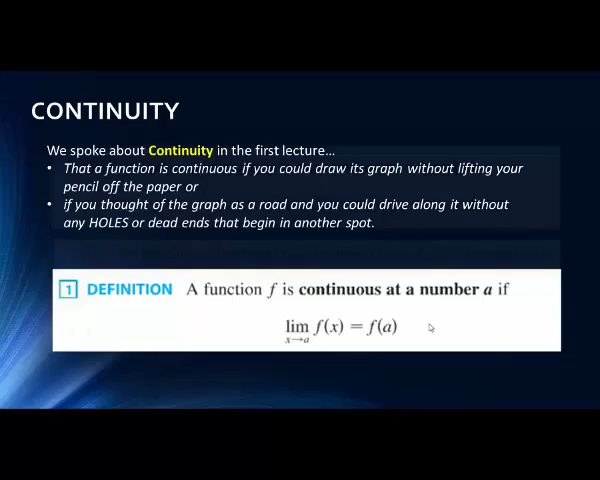 CONTINUITY
We spoke about Continuity in the first lecture...
• That a function is continuous if you could draw its graph without lifting your
pencil off the paper or
• if you thought of the graph as a road and you could drive along it without
any HOLES or dead ends that begin in another spot.
1 DEFINITION A function f is continuous at a number a if
lim f(x) = f(a)
x→a